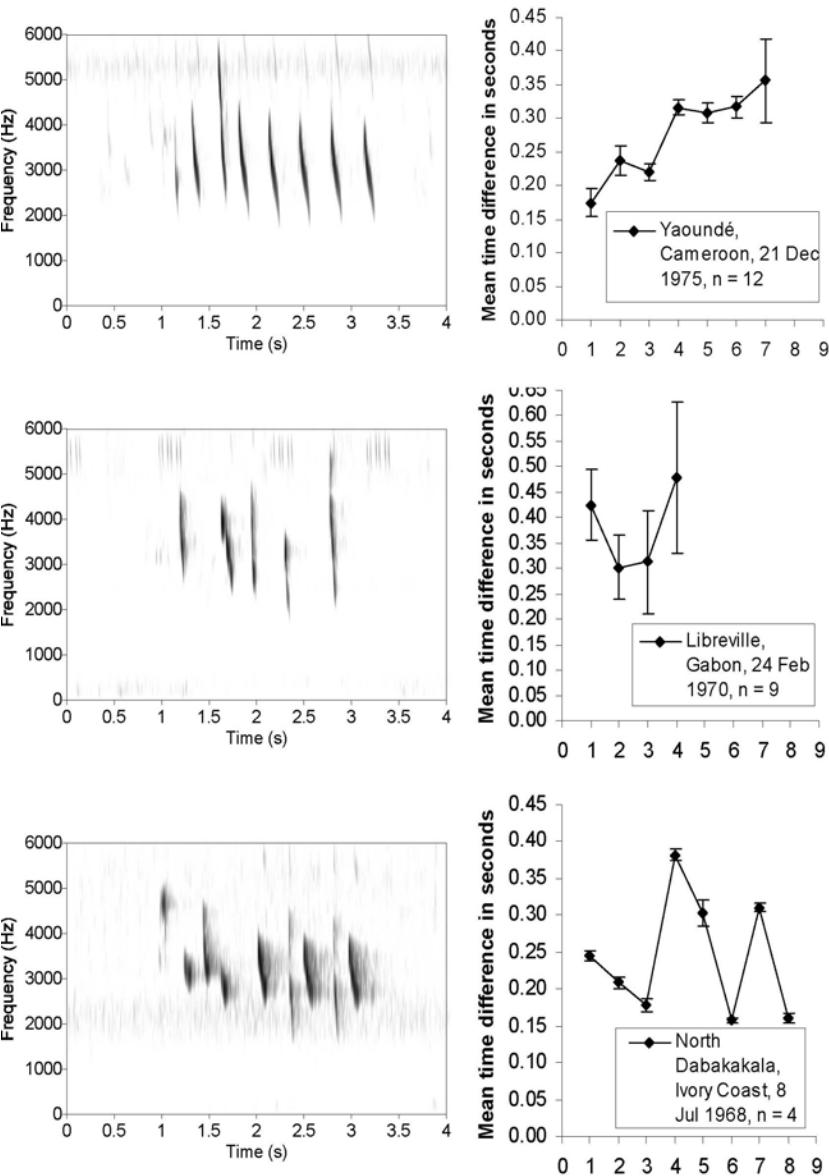 Frequency (Hz)
6000
5000
4000
3000
2000
1000
0
0 0.5 1 1.5 2 2.5 3 3.5 4
Time (s)
Mean time difference in seconds
0.45
0.40
0.35
0.30
0.25
0.20
0.15
0.10
0.05
0.00
0 1 2 3 4 5 6 7 8 9
Yaoundé,
Cameroon, 21 Dec
1975, n = 12
Frequency (Hz)
6000
5000
4000
3000
2000
1000
0
0 0.5 1 1.5 2 2.5 3 3.5 4
Time (s)
Mean time difference in seconds
0.65
0.60
0.55
0.50
0.45
0.40
0.35
0.30
0.25
0.20
0.15
0.10
0.05
0.00
0 1 2 3 4 5 6 7 8 9
Libreville,
Gabon, 24 Feb
1970, n = 9
Frequency (Hz)
6000
5000
4000
3000
2000
1000
0
0 0.5 1 1.5 2 2.5 3 3.5 4
Time (s)
Mean time difference in seconds
0.45
0.40
0.35
0.30
0.25
0.20
0.15
0.10
0.05
0.00
0 1 2 3 4 5 6 7 8 9
North
Dabakakala,
Ivory Coast, 8
Jul 1968, n = 4